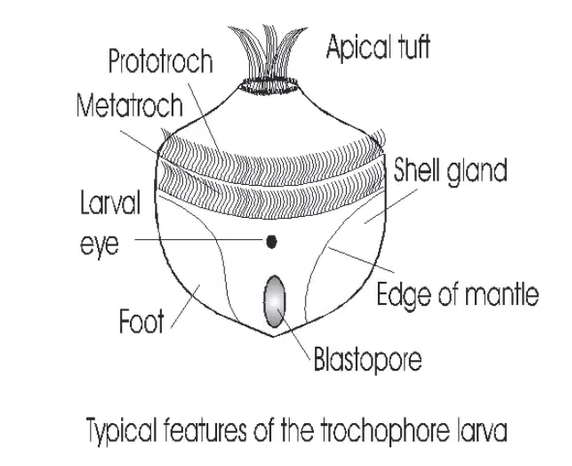 Apical tuft
Prototroch
Metatroch
Shell gland
Larval
eye
Edge of mantle
Foot
Blastopore
Typical features of the trochophore larva